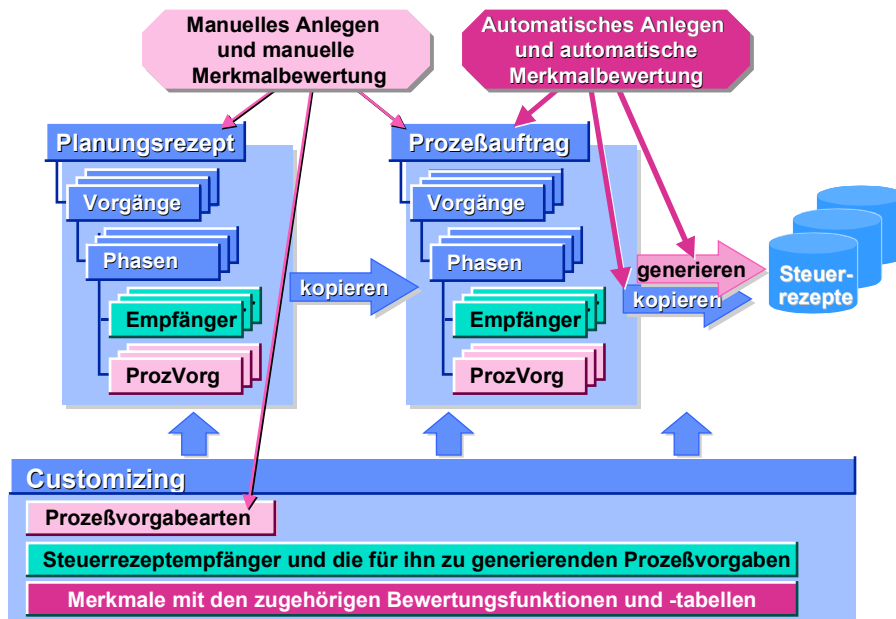 Manuelles Anlegen
und manuelle
Merkmalbewertung
Automatisches Anlegen
und automatische
Merkmalbewertung
Planungsrezept
Vorgänge
Phasen
Empfänger
ProzVorg
kopieren
Prozeßauftrag
Vorgänge
Phasen
Empfänger
ProzVorg
generieren
kopieren
Steuer-
rezepte
Customizing
Prozeßvorgabearten
Steuerrezeptempfänger und die für ihn zu generierenden Prozeßvorgaben
Merkmale mit den zugehörigen Bewertungsfunktionen und -tabellen